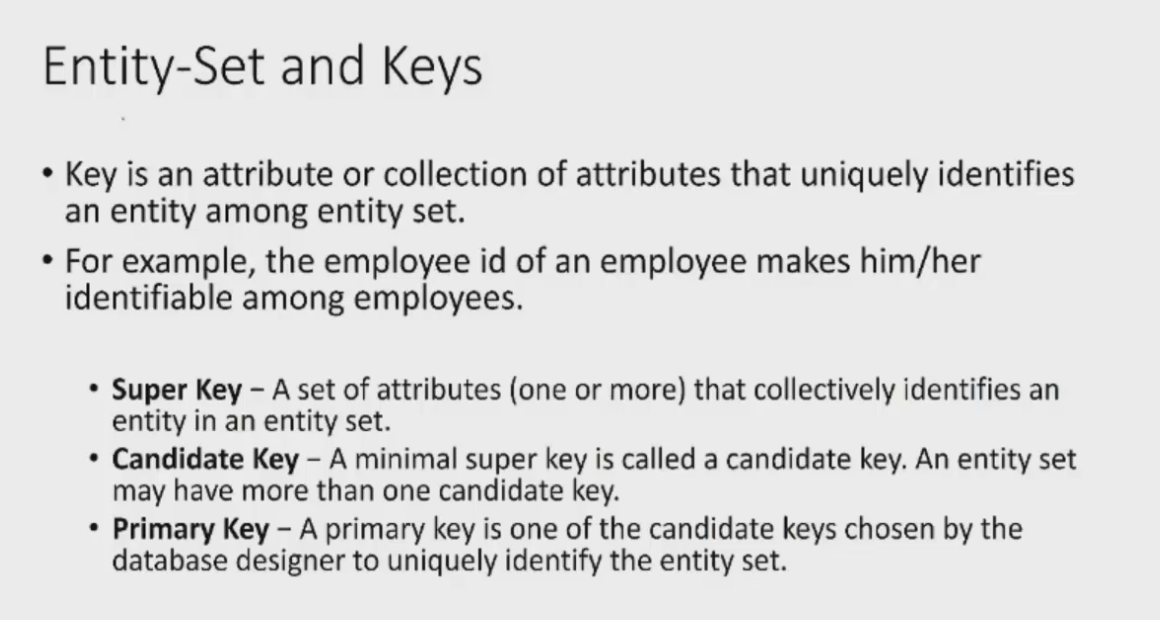 Entity-Set and Keys
• Key is an attribute or collection of attributes that uniquely identifies
an entity among entity set.
• For example, the employee id of an employee makes him/her
identifiable among employees.
• Super Key – A set of attributes (one or more) that collectively identifies an
entity in an entity set.
• Candidate Key – A minimal super key is called a candidate key. An entity set
may have more than one candidate key.
• Primary Key – A primary key is one of the candidate keys chosen by the
database designer to uniquely identify the entity set.